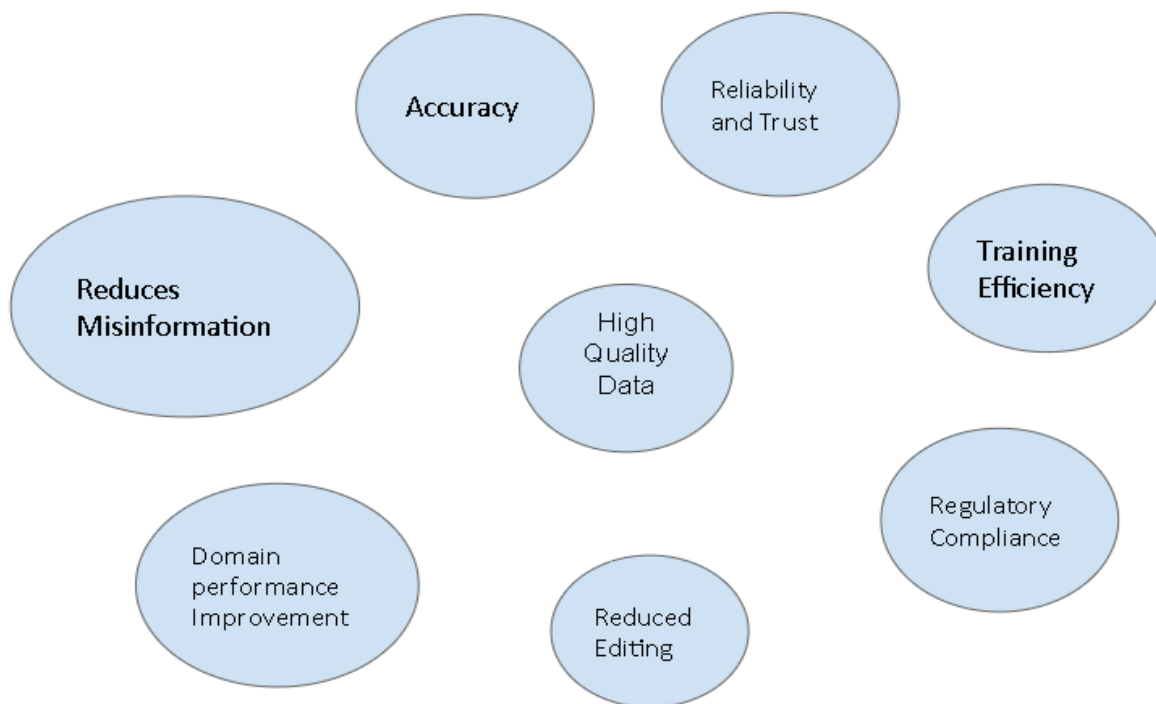 Accuracy
Reliability
and Trust
Reduces
Misinformation
Training
Efficiency
High
Quality
Data
Domain
performance
Improvement
Reduced
Editing
Regulatory
Compliance